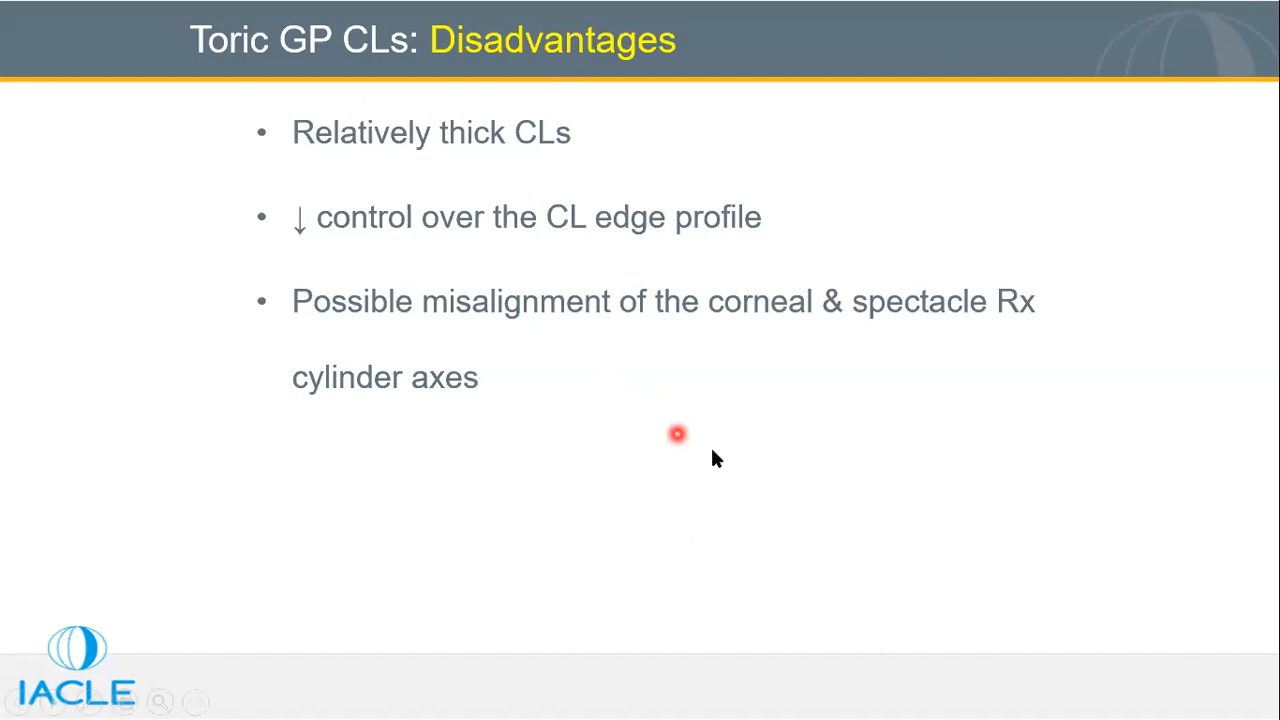 Toric GP CLs: Disadvantages
• Relatively thick CLs
• ↓ control over the CL edge profile
• Possible misalignment of the corneal & spectacle Rx
cylinder axes
IACLE